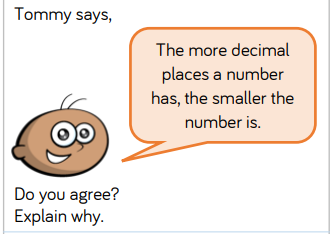 Tommy says,
The more decimal
places a number
has, the smaller the
number is.
Do you agree?
Explain why.